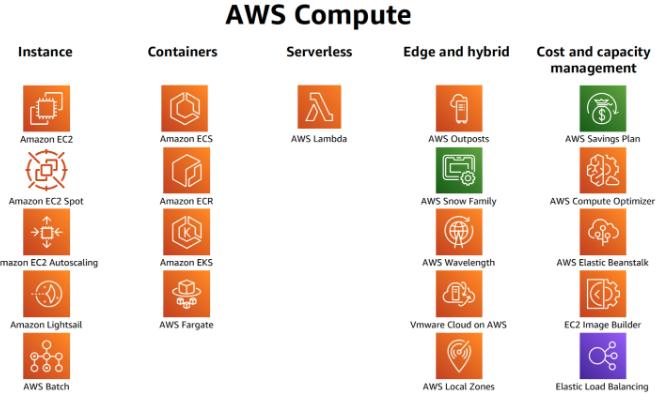 AWS Compute
Instance
Containers
Serverless
Edge and hybrid
Cost and capacity
management
Amazon EC2
Amazon ECS
AWS Lambda
AWS Outposts
AWS Savings Plan
Amazon EC2 Spot
Amazon ECR
AWS Snow Family
AWS Compute Optimizer
mazon EC2 Autoscaling
Amazon EKS
AWS Wavelength
AWS Elastic Beanstalk
Amazon Lightsail
AWS Fargate
Vmware Cloud on AWS
EC2 Image Builder
AWS Batch
AWS Local Zones
Elastic Load Balancing